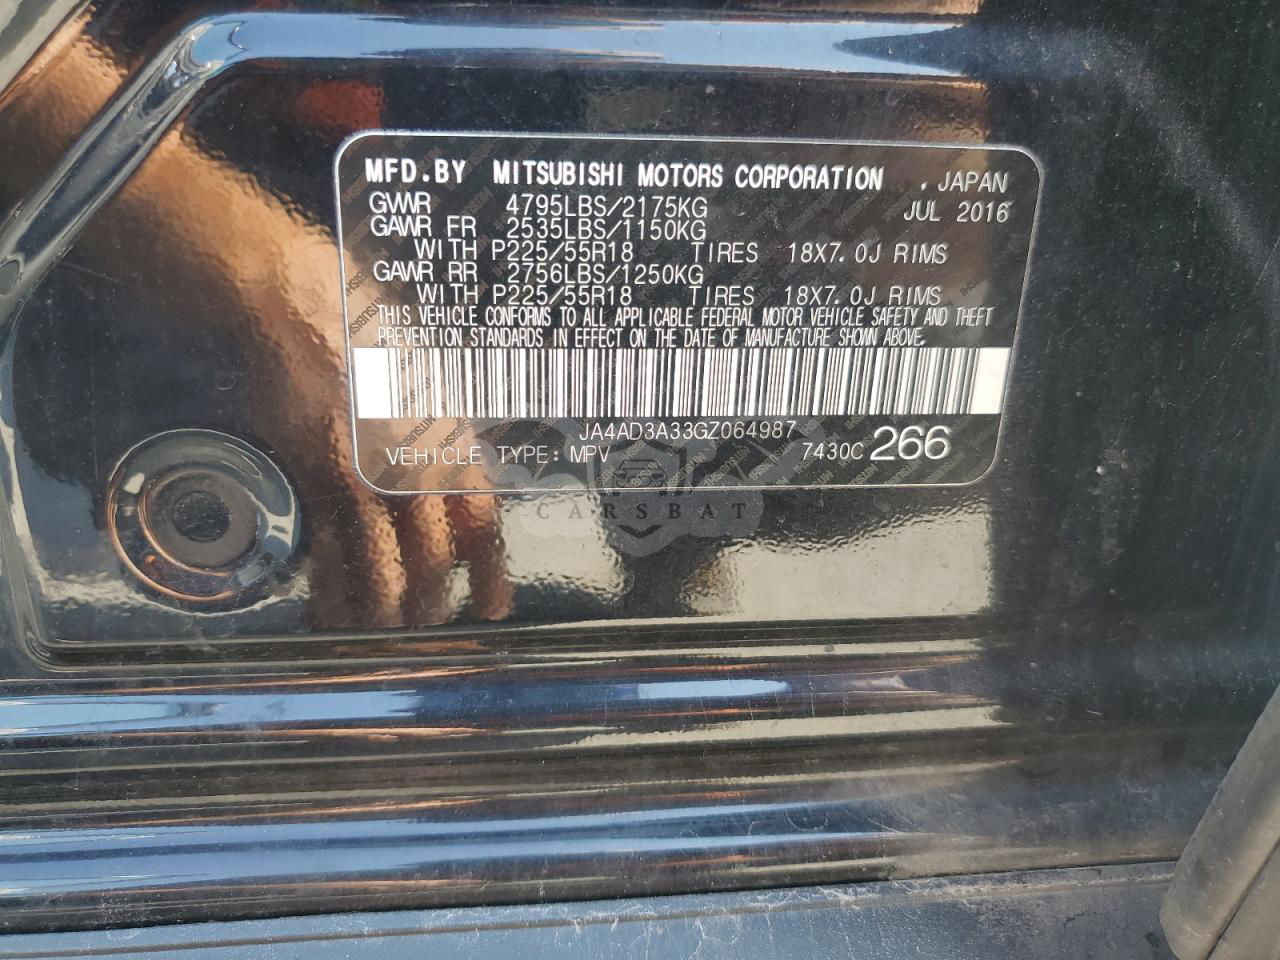 MFD.BY MITSUBISHI MOTORS CORPORATION , JAPAN
GVWR 4795LBS/2175KG JUL 2016
GAWR FR 2535LBS/1150KG
WITH P225/55R18 TIRES 18X7.0J RIMS
GAWR RR 2756LBS/1250KG
WITH P225/55R18 TIRES 18X7.0J RIMS
THIS VEHICLE CONFORMS TO ALL APPLICABLE FEDERAL MOTOR VEHICLE SAFETY AND THEFT
PREVENTION STANDARDS IN EFFECT ON THE DATE OF MANUFACTURE SHOWN ABOVE.
JA4AD3A33GZ064987
VEHICLE TYPE: MPV 7430C 266
CARSBAT